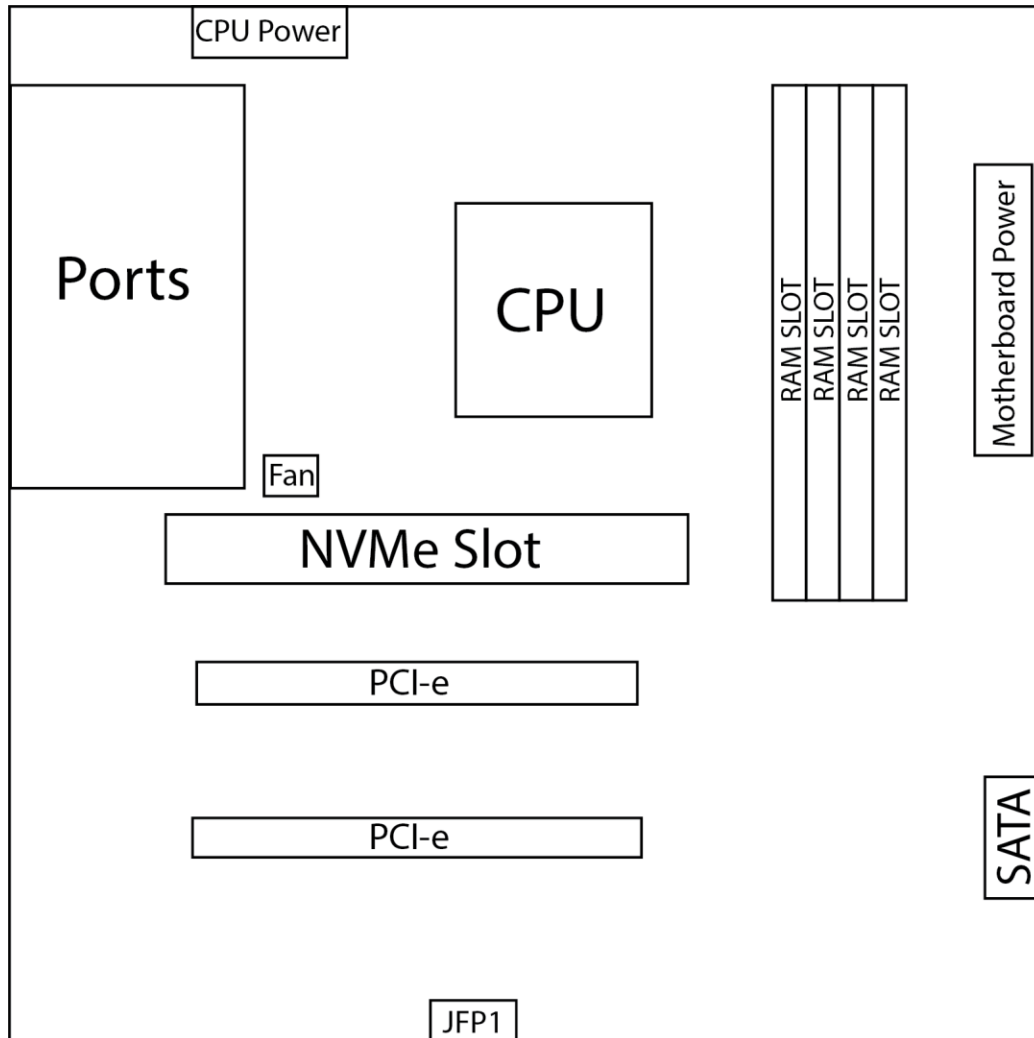 CPU Power
Ports
CPU
RAM SLOT
RAM SLOT
RAM SLOT
RAM SLOT
Motherboard Power
Fan
NVMe Slot
PCI-e
PCI-e
SATA
JFP1